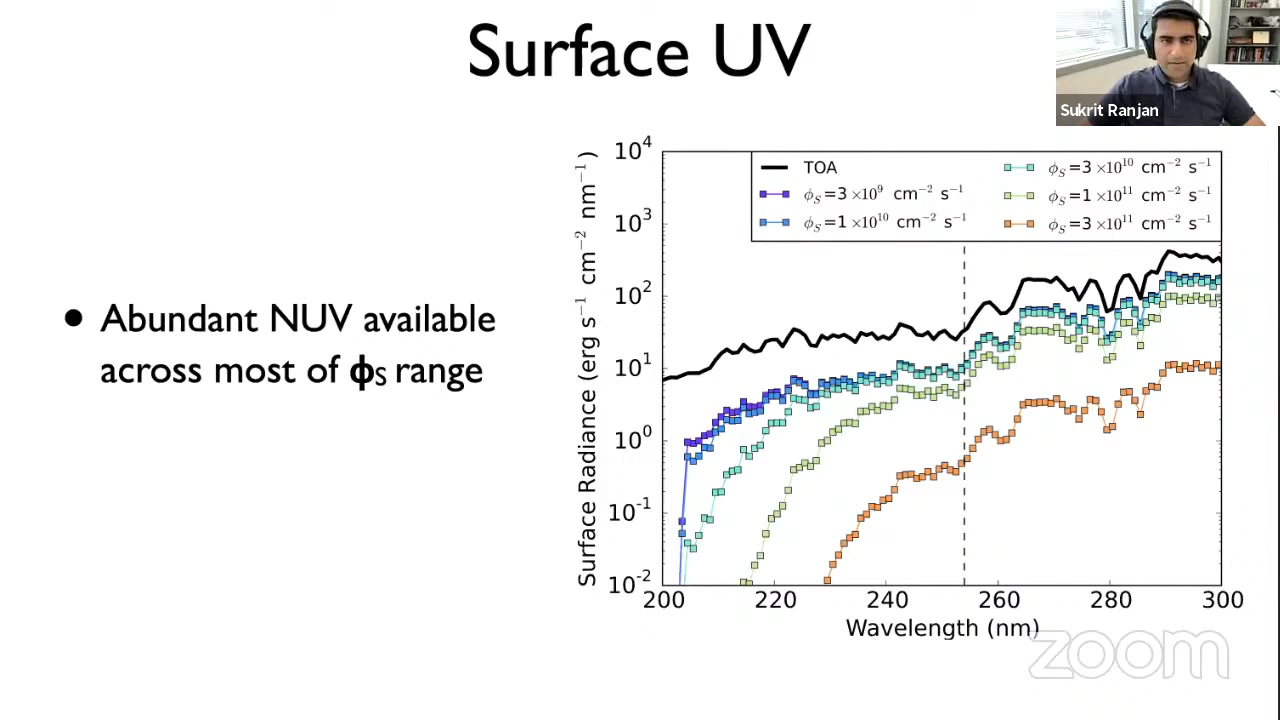 Surface UV
Sukrit Ranjan
• Abundant NUV available
across most of ϕS range
TOA
ϕS=3 ×10⁹ cm⁻² s⁻¹
ϕS=1 ×10¹⁰ cm⁻² s⁻¹
ϕS=3 ×10¹⁰ cm⁻² s⁻¹
ϕS=1 ×10¹¹ cm⁻² s⁻¹
ϕS=3 ×10¹¹ cm⁻² s⁻¹
Surface Radiance (erg s⁻¹ cm⁻² nm⁻¹)
10⁴
10³
10²
10¹
10⁰
10⁻¹
10⁻²
200 220 240 260 280 300
Wavelength (nm)
zoom